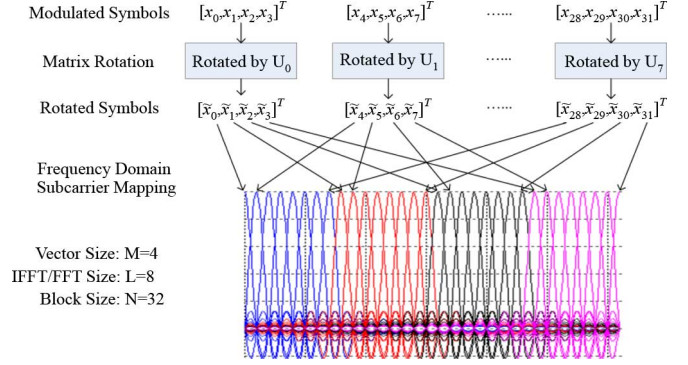 Modulated Symbols [x₀,x₁,x₂,x₃]ᵀ [x₄,x₅,x₆,x₇]ᵀ ...... [x₂₈,x₂₉,x₃₀,x₃₁]ᵀ
Matrix Rotation Rotated by U₀ Rotated by U₁ ...... Rotated by U₇
Rotated Symbols [x̃₀,x̃₁,x̃₂,x̃₃]ᵀ [x̃₄,x̃₅,x̃₆,x̃₇]ᵀ ...... [x̃₂₈,x̃₂₉,x̃₃₀,x̃₃₁]ᵀ
Frequency Domain
Subcarrier Mapping
Vector Size: M=4
IFFT/FFT Size: L=8
Block Size: N=32